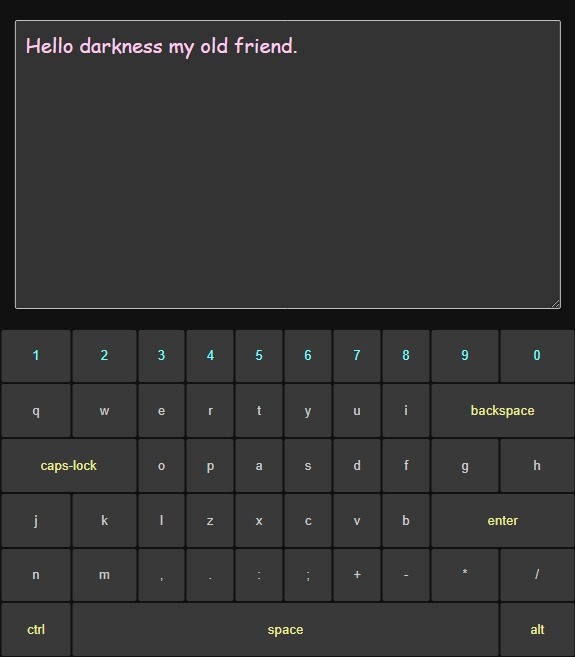 Hello darkness my old friend.
1 2 3 4 5 6 7 8 9 0
q w e r t y u i backspace
caps-lock o p a s d f g h
j k l z x c v b enter
n m , . : ; + - * /
ctrl space alt